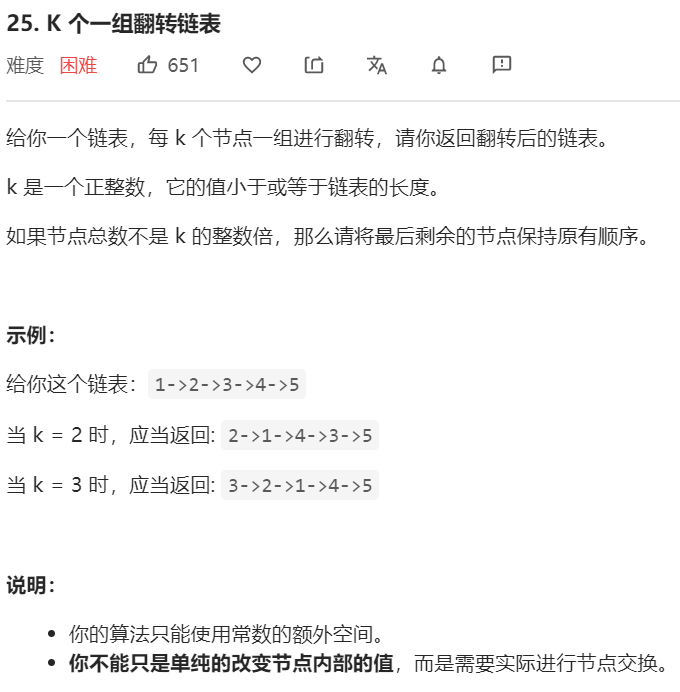 25. K 个一组翻转链表
难度 困难 651
给你一个链表，每 k 个节点一组进行翻转，请你返回翻转后的链表。
k 是一个正整数，它的值小于或等于链表的长度。
如果节点总数不是 k 的整数倍，那么请将最后剩余的节点保持原有顺序。
示例：
给你这个链表：1->2->3->4->5
当 k = 2 时，应当返回: 2->1->4->3->5
当 k = 3 时，应当返回: 3->2->1->4->5
说明：
• 你的算法只能使用常数的额外空间。
• 你不能只是单纯的改变节点内部的值，而是需要实际进行节点交换。